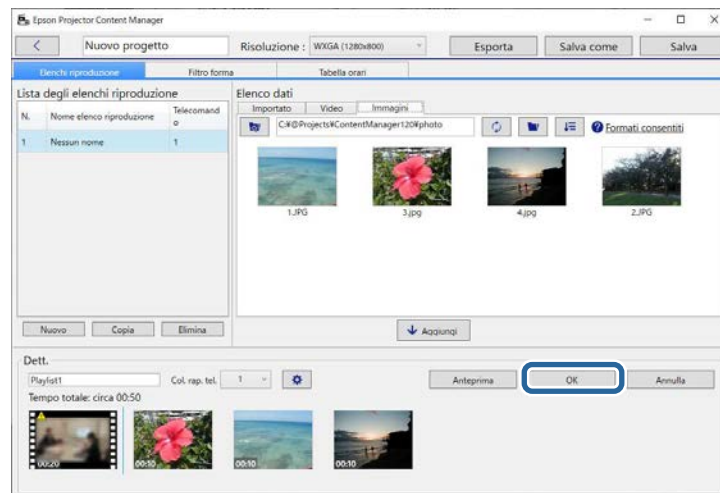 Epson Projector Content Manager
Nuovo progetto Risoluzione : WXGA (1280x800) Esporta Salva come Salva
Elenchi riproduzione Filtro forma Tabella orari
Lista degli elenchi riproduzione Elenco dati
Importato Video Immagini
N. Nome elenco riproduzione Telecomand
o
C:¥@Projects¥ContentManager120¥photo Formati consentiti
1 Nessun nome 1
1.JPG 3.jpg 4.jpg 2.JPG
Nuovo Copia Elimina Aggiungi
Dett.
Playlist1 Col. rap. tel. 1 Anteprima OK Annulla
Tempo totale: circa 00:50
00:20 00:10 00:10 00:10